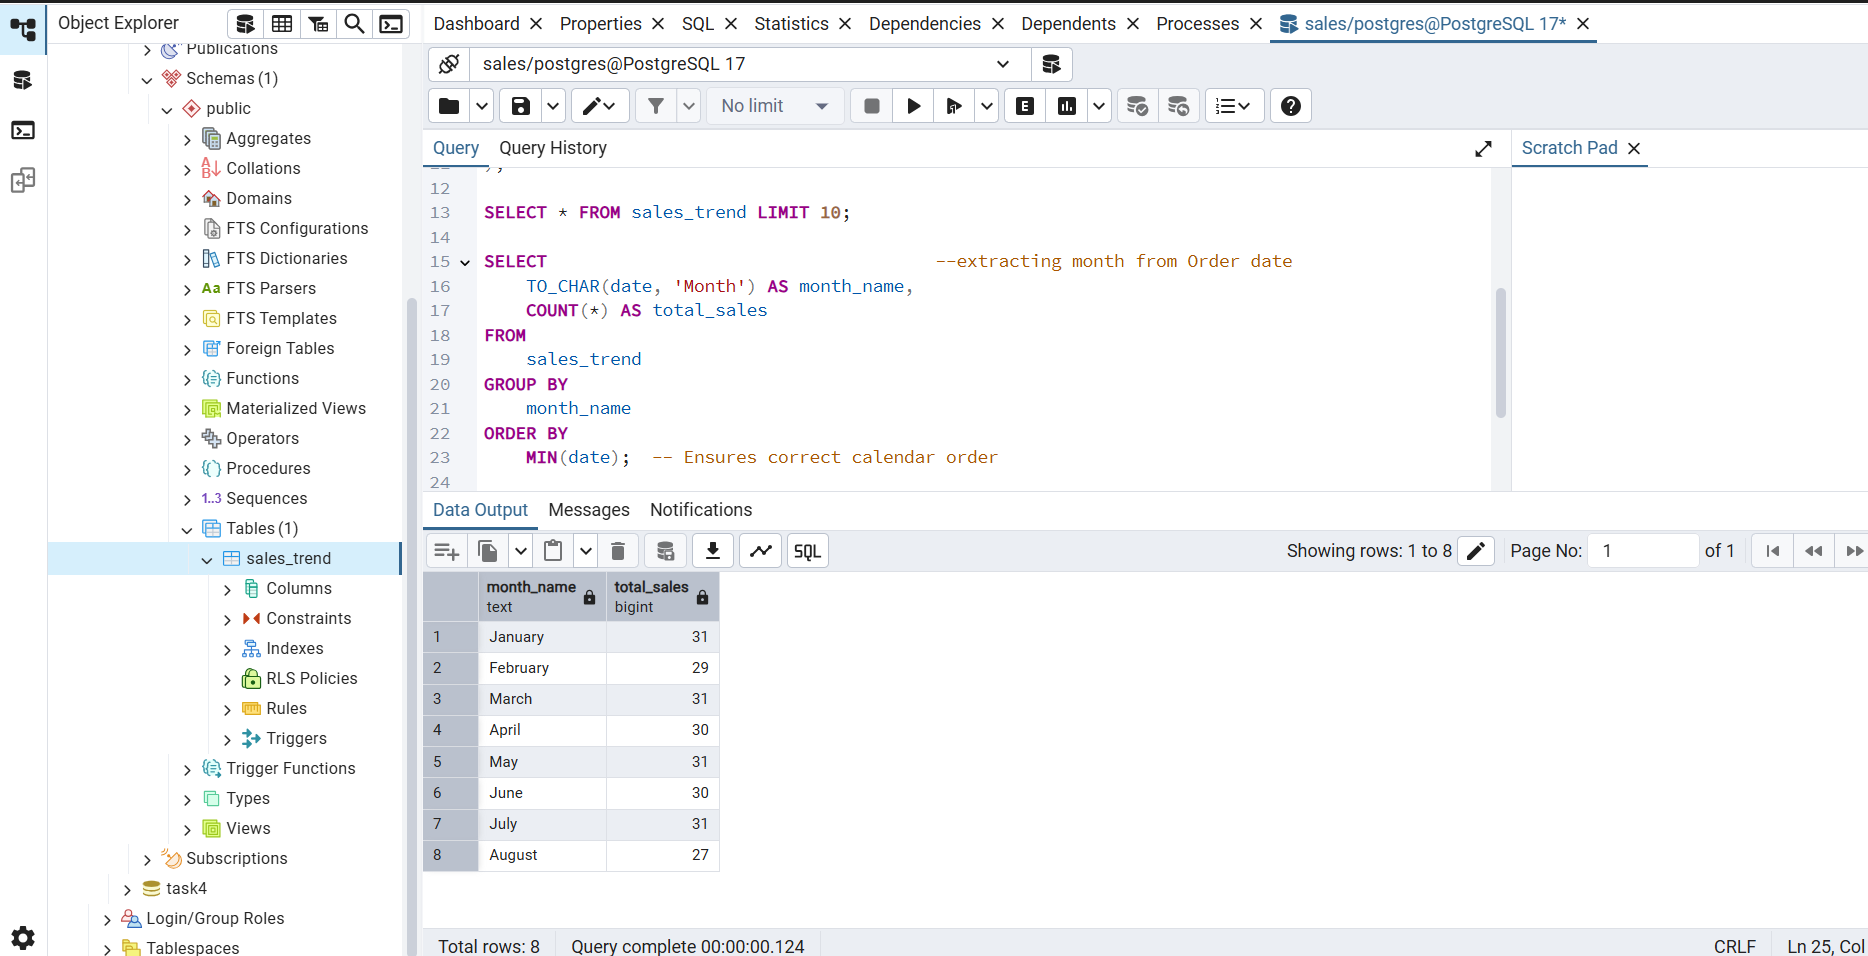 Object Explorer
Publications
Schemas (1)
public
Aggregates
Collations
Domains
FTS Configurations
FTS Dictionaries
Aa FTS Parsers
FTS Templates
Foreign Tables
Functions
Materialized Views
Operators
Procedures
1..3 Sequences
Tables (1)
sales_trend
Columns
Constraints
Indexes
RLS Policies
Rules
Triggers
Trigger Functions
Types
Views
Subscriptions
task4
Login/Group Roles
Tablespaces
Dashboard Properties SQL Statistics Dependencies Dependents Processes sales/postgres@PostgreSQL 17*
sales/postgres@PostgreSQL 17
No limit
Query Query History
Scratch Pad
12
13 SELECT * FROM sales_trend LIMIT 10;
14
15 SELECT --extracting month from Order date
16 TO_CHAR(date, 'Month') AS month_name,
17 COUNT(*) AS total_sales
18 FROM
19 sales_trend
20 GROUP BY
21 month_name
22 ORDER BY
23 MIN(date); -- Ensures correct calendar order
24
Data Output Messages Notifications
SQL
Showing rows: 1 to 8 Page No: 1 of 1
month_name total_sales
text bigint
1 January 31
2 February 29
3 March 31
4 April 30
5 May 31
6 June 30
7 July 31
8 August 27
Total rows: 8 Query complete 00:00:00.124 CRLF Ln 25, Col